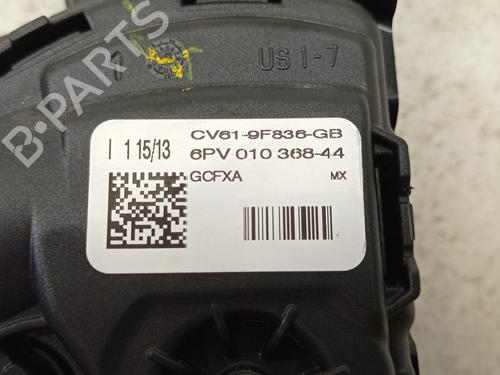 US 1-7
CV61-9F836-GB
I 1 15/13
6PV 010 368-44
GCFXA
MX
B-PARTS